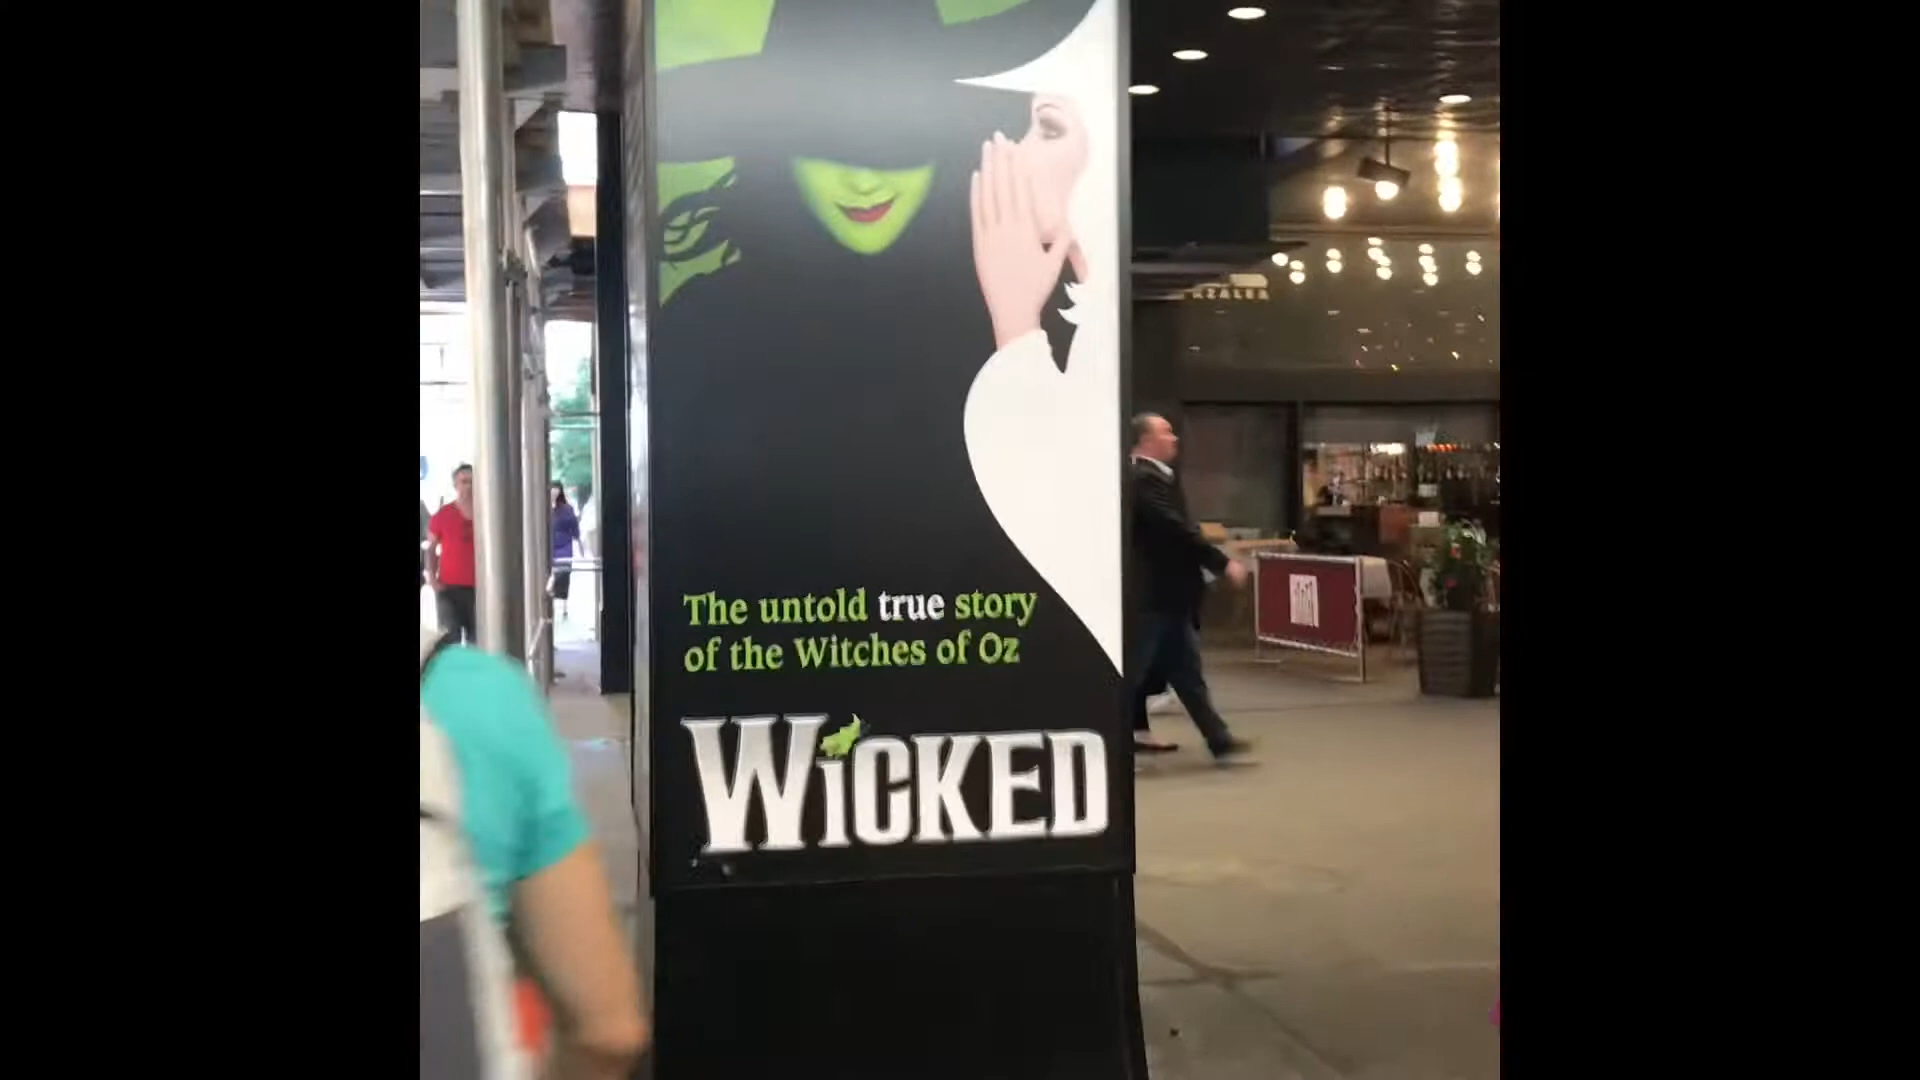 The untold true story
of the Witches of Oz
WiCKED